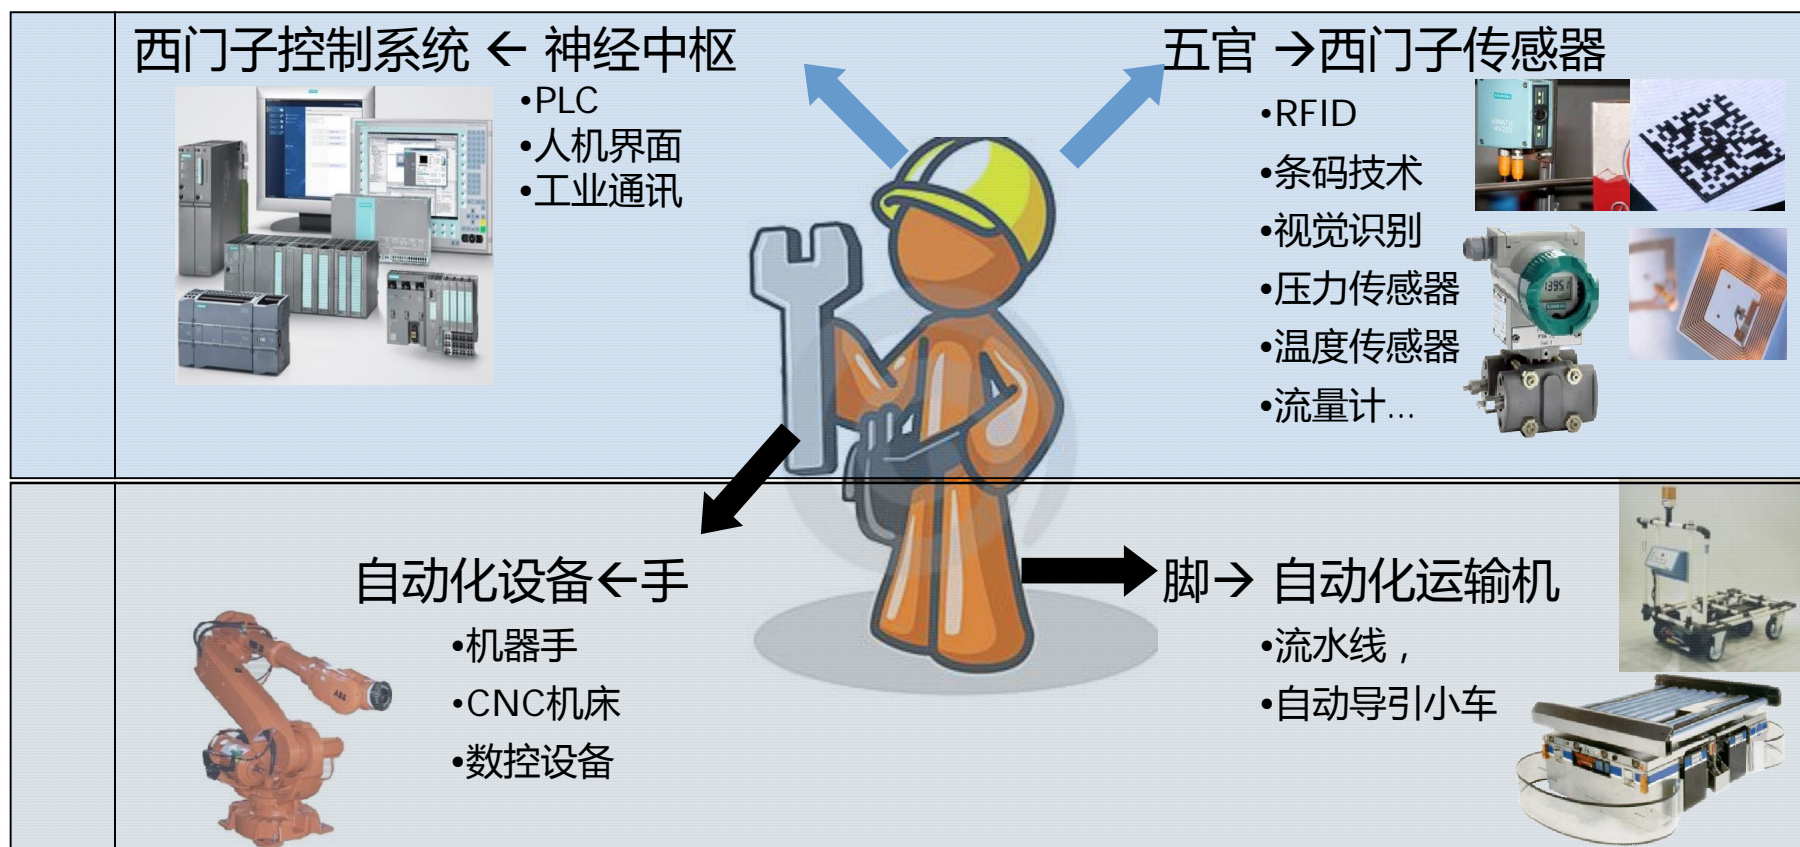 西门子控制系统 ← 神经中枢
•PLC
•人机界面
•工业通讯
五官 →西门子传感器
•RFID
•条码技术
•视觉识别
•压力传感器
•温度传感器
•流量计...
自动化设备←手
•机器手
•CNC机床
•数控设备
脚→ 自动化运输机
•流水线，
•自动导引小车
SIEMENS
SIMATIC
ABB